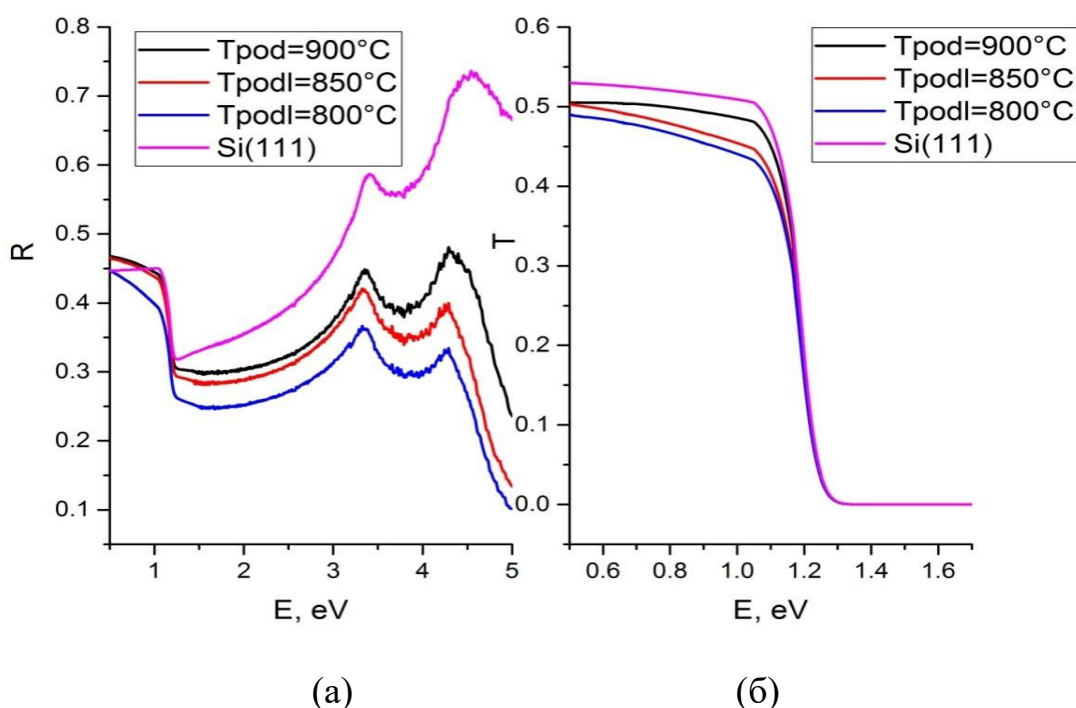 0.8
0.7
0.6
0.5
0.4
0.3
0.2
0.1
R
1 2 3 4 5
E, eV
Tpod=900°C
Tpodl=850°C
Tpodl=800°C
Si(111)
(а)
0.6
0.5
0.4
0.3
0.2
0.1
0.0
T
0.6 0.8 1.0 1.2 1.4 1.6
E, eV
Tpod=900°C
Tpodl=850°C
Tpodl=800°C
Si(111)
(б)